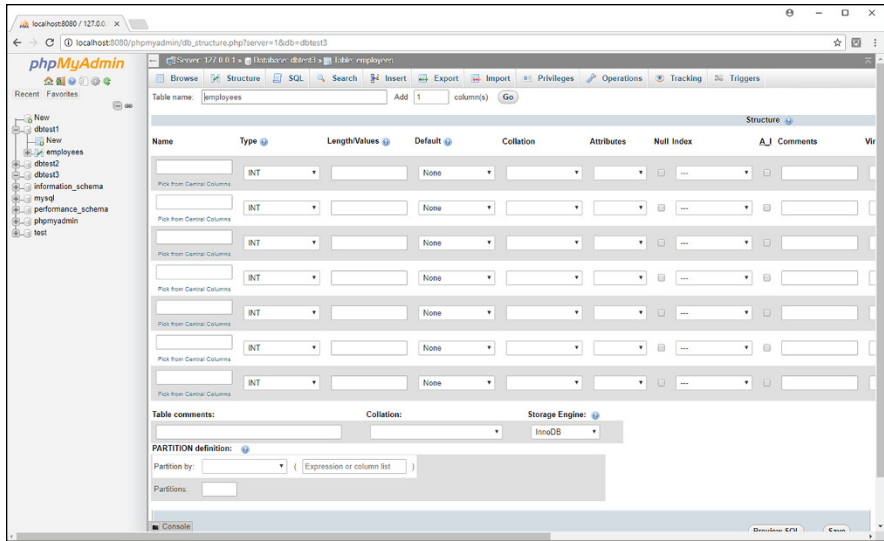 localhost:8080 / 127.0.0.1
localhost:8080/phpmyadmin/db_structure.php?server=1&db=dbtest3
phpMyAdmin
Recent Favorites
New
dbtest1
New
employees
dbtest2
dbtest3
information_schema
mysql
performance_schema
phpmyadmin
test
Server: 127.0.0.1 » Database: dbtest3 » Table: employees
Browse Structure SQL Search Insert Export Import Privileges Operations Tracking Triggers
Table name: employees Add 1 column(s) Go
Structure
Name Type Length/Values Default Collation Attributes Null Index A_I Comments Vir
INT None ---
Pick from Central Columns
INT None ---
Pick from Central Columns
INT None ---
Pick from Central Columns
INT None ---
Pick from Central Columns
INT None ---
Pick from Central Columns
INT None ---
Pick from Central Columns
INT None ---
Pick from Central Columns
Table comments: Collation: Storage Engine:
InnoDB
PARTITION definition:
Partition by: ( Expression or column list )
Partitions:
Console
Preview SQL Save